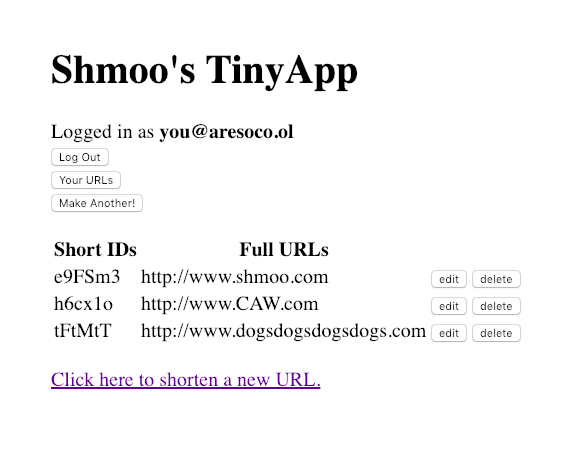 Shmoo's TinyApp
Logged in as you@aresoco.ol
Log Out
Your URLs
Make Another!
Short IDs Full URLs
e9FSm3 http://www.shmoo.com edit delete
h6cx1o http://www.CAW.com edit delete
tFtMtT http://www.dogsdogsdogsdogs.com edit delete
Click here to shorten a new URL.